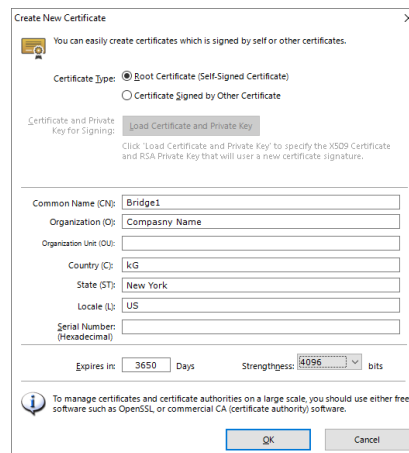 Create New Certificate
You can easily create certificates which is signed by self or other certificates.
Certificate Type:
Root Certificate (Self-Signed Certificate)
Certificate Signed by Other Certificate
Certificate and Private Key for Signing:
Load Certificate and Private Key
Click 'Load Certificate and Private Key' to specify the X509 Certificate
and RSA Private Key that will user a new certificate signature.
Common Name (CN): Bridge1
Organization (O): Compasny Name
Organization Unit (OU):
Country (C): kG
State (ST): New York
Locale (L): US
Serial Number:
(Hexadecimal)
Expires in: 3650 Days Strengthness: 4096 bits
To manage certificates and certificate authorities on a large scale, you should use either free
software such as OpenSSL, or commercial CA (certificate authority) software.
OK Cancel